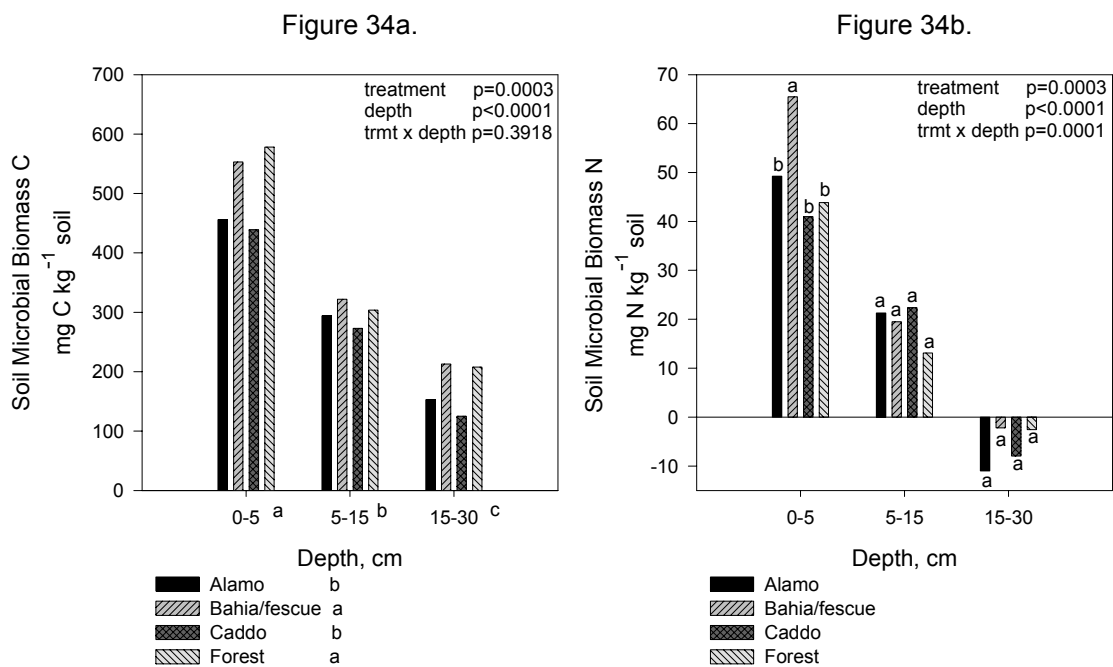 Figure 34a.
700
600
500
400
300
200
100
0
Soil Microbial Biomass C
mg C kg⁻¹ soil
treatment p=0.0003
depth p<0.0001
trmt x depth p=0.3918
0-5 a 5-15 b 15-30 c
Depth, cm
Alamo b
Bahia/fescue a
Caddo b
Forest a
Figure 34b.
70
60
50
40
30
20
10
0
-10
Soil Microbial Biomass N
mg N kg⁻¹ soil
treatment p=0.0003
depth p<0.0001
trmt x depth p=0.0001
b a b b
a a a a
a a a a
0-5 5-15 15-30
Depth, cm
Alamo
Bahia/fescue
Caddo
Forest